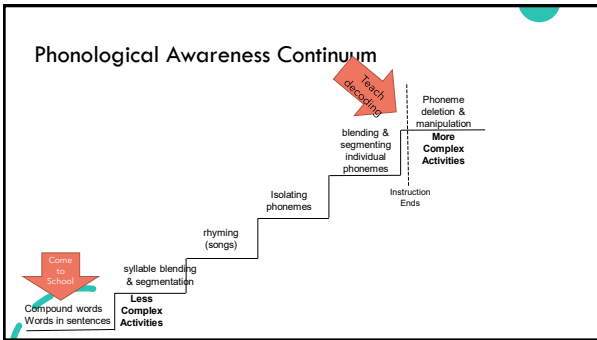 Phonological Awareness Continuum
Teach
decoding
Phoneme
deletion &
manipulation
More
Complex
Activities
blending &
segmenting
individual
phonemes
Instruction
Ends
Isolating
phonemes
rhyming
(songs)
Come
to
School
syllable blending
& segmentation
Less
Complex
Activities
Compound words
Words in sentences